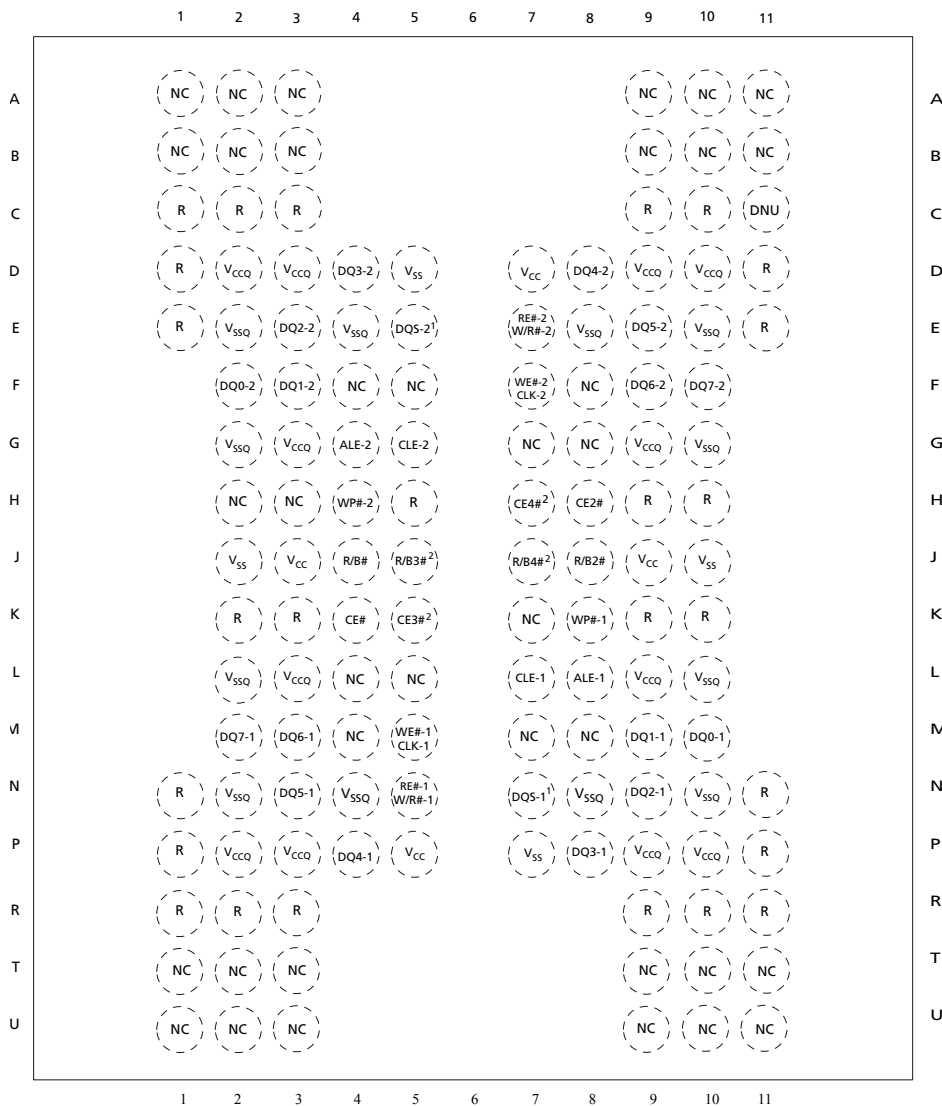 1 2 3 4 5 6 7 8 9 10 11
A NC NC NC NC NC NC A
B NC NC NC NC NC NC B
C R R R R R DNU C
D R VCCQ VCCQ DQ3-2 VSS VCC DQ4-2 VCCQ VCCQ R D
E R VSSQ DQ2-2 VSSQ DQS-2¹ RE#-2 W/R#-2 VSSQ DQ5-2 VSSQ R E
F DQ0-2 DQ1-2 NC NC WE#-2 CLK-2 NC DQ6-2 DQ7-2 F
G VSSQ VCCQ ALE-2 CLE-2 NC NC VCCQ VSSQ G
H NC NC WP#-2 R CE4#² CE2# R R H
J VSS VCC R/B# R/B3#² R/B4#² R/B2# VCC VSS J
K R R CE# CE3#² NC WP#-1 R R K
L VSSQ VCCQ NC NC CLE-1 ALE-1 VCCQ VSSQ L
M DQ7-1 DQ6-1 NC WE#-1 CLK-1 NC NC DQ1-1 DQ0-1 M
N R VSSQ DQ5-1 VSSQ RE#-1 W/R#-1 DQS-1¹ VSSQ DQ2-1 VSSQ R N
P R VCCQ VCCQ DQ4-1 VCC VSS DQ3-1 VCCQ VCCQ R P
R R R R R R R R
T NC NC NC NC NC NC T
U NC NC NC NC NC NC U
1 2 3 4 5 6 7 8 9 10 11